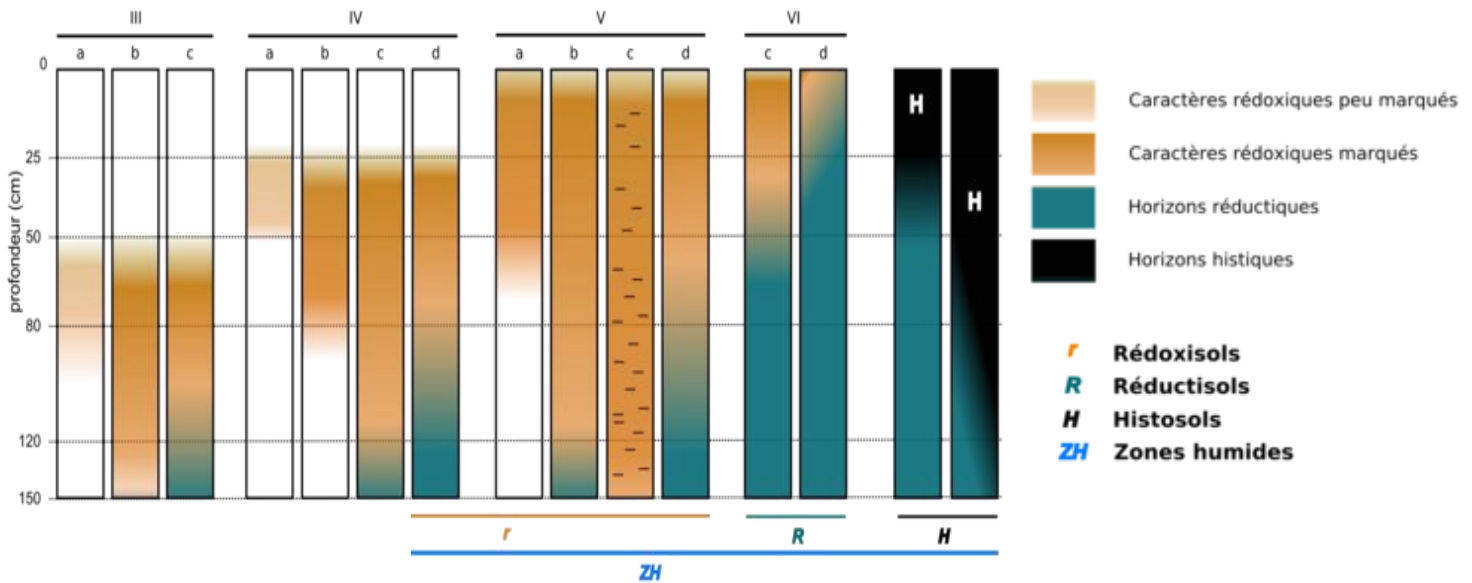 III IV V VI
a b c a b c d a b c d c d
0
25
50
80
120
150
profondeur (cm)
H
H
Caractères rédoxiques peu marqués
Caractères rédoxiques marqués
Horizons réductiques
Horizons histiques
r Rédoxisols
R Réductisols
H Histosols
ZH Zones humides
r R H
ZH